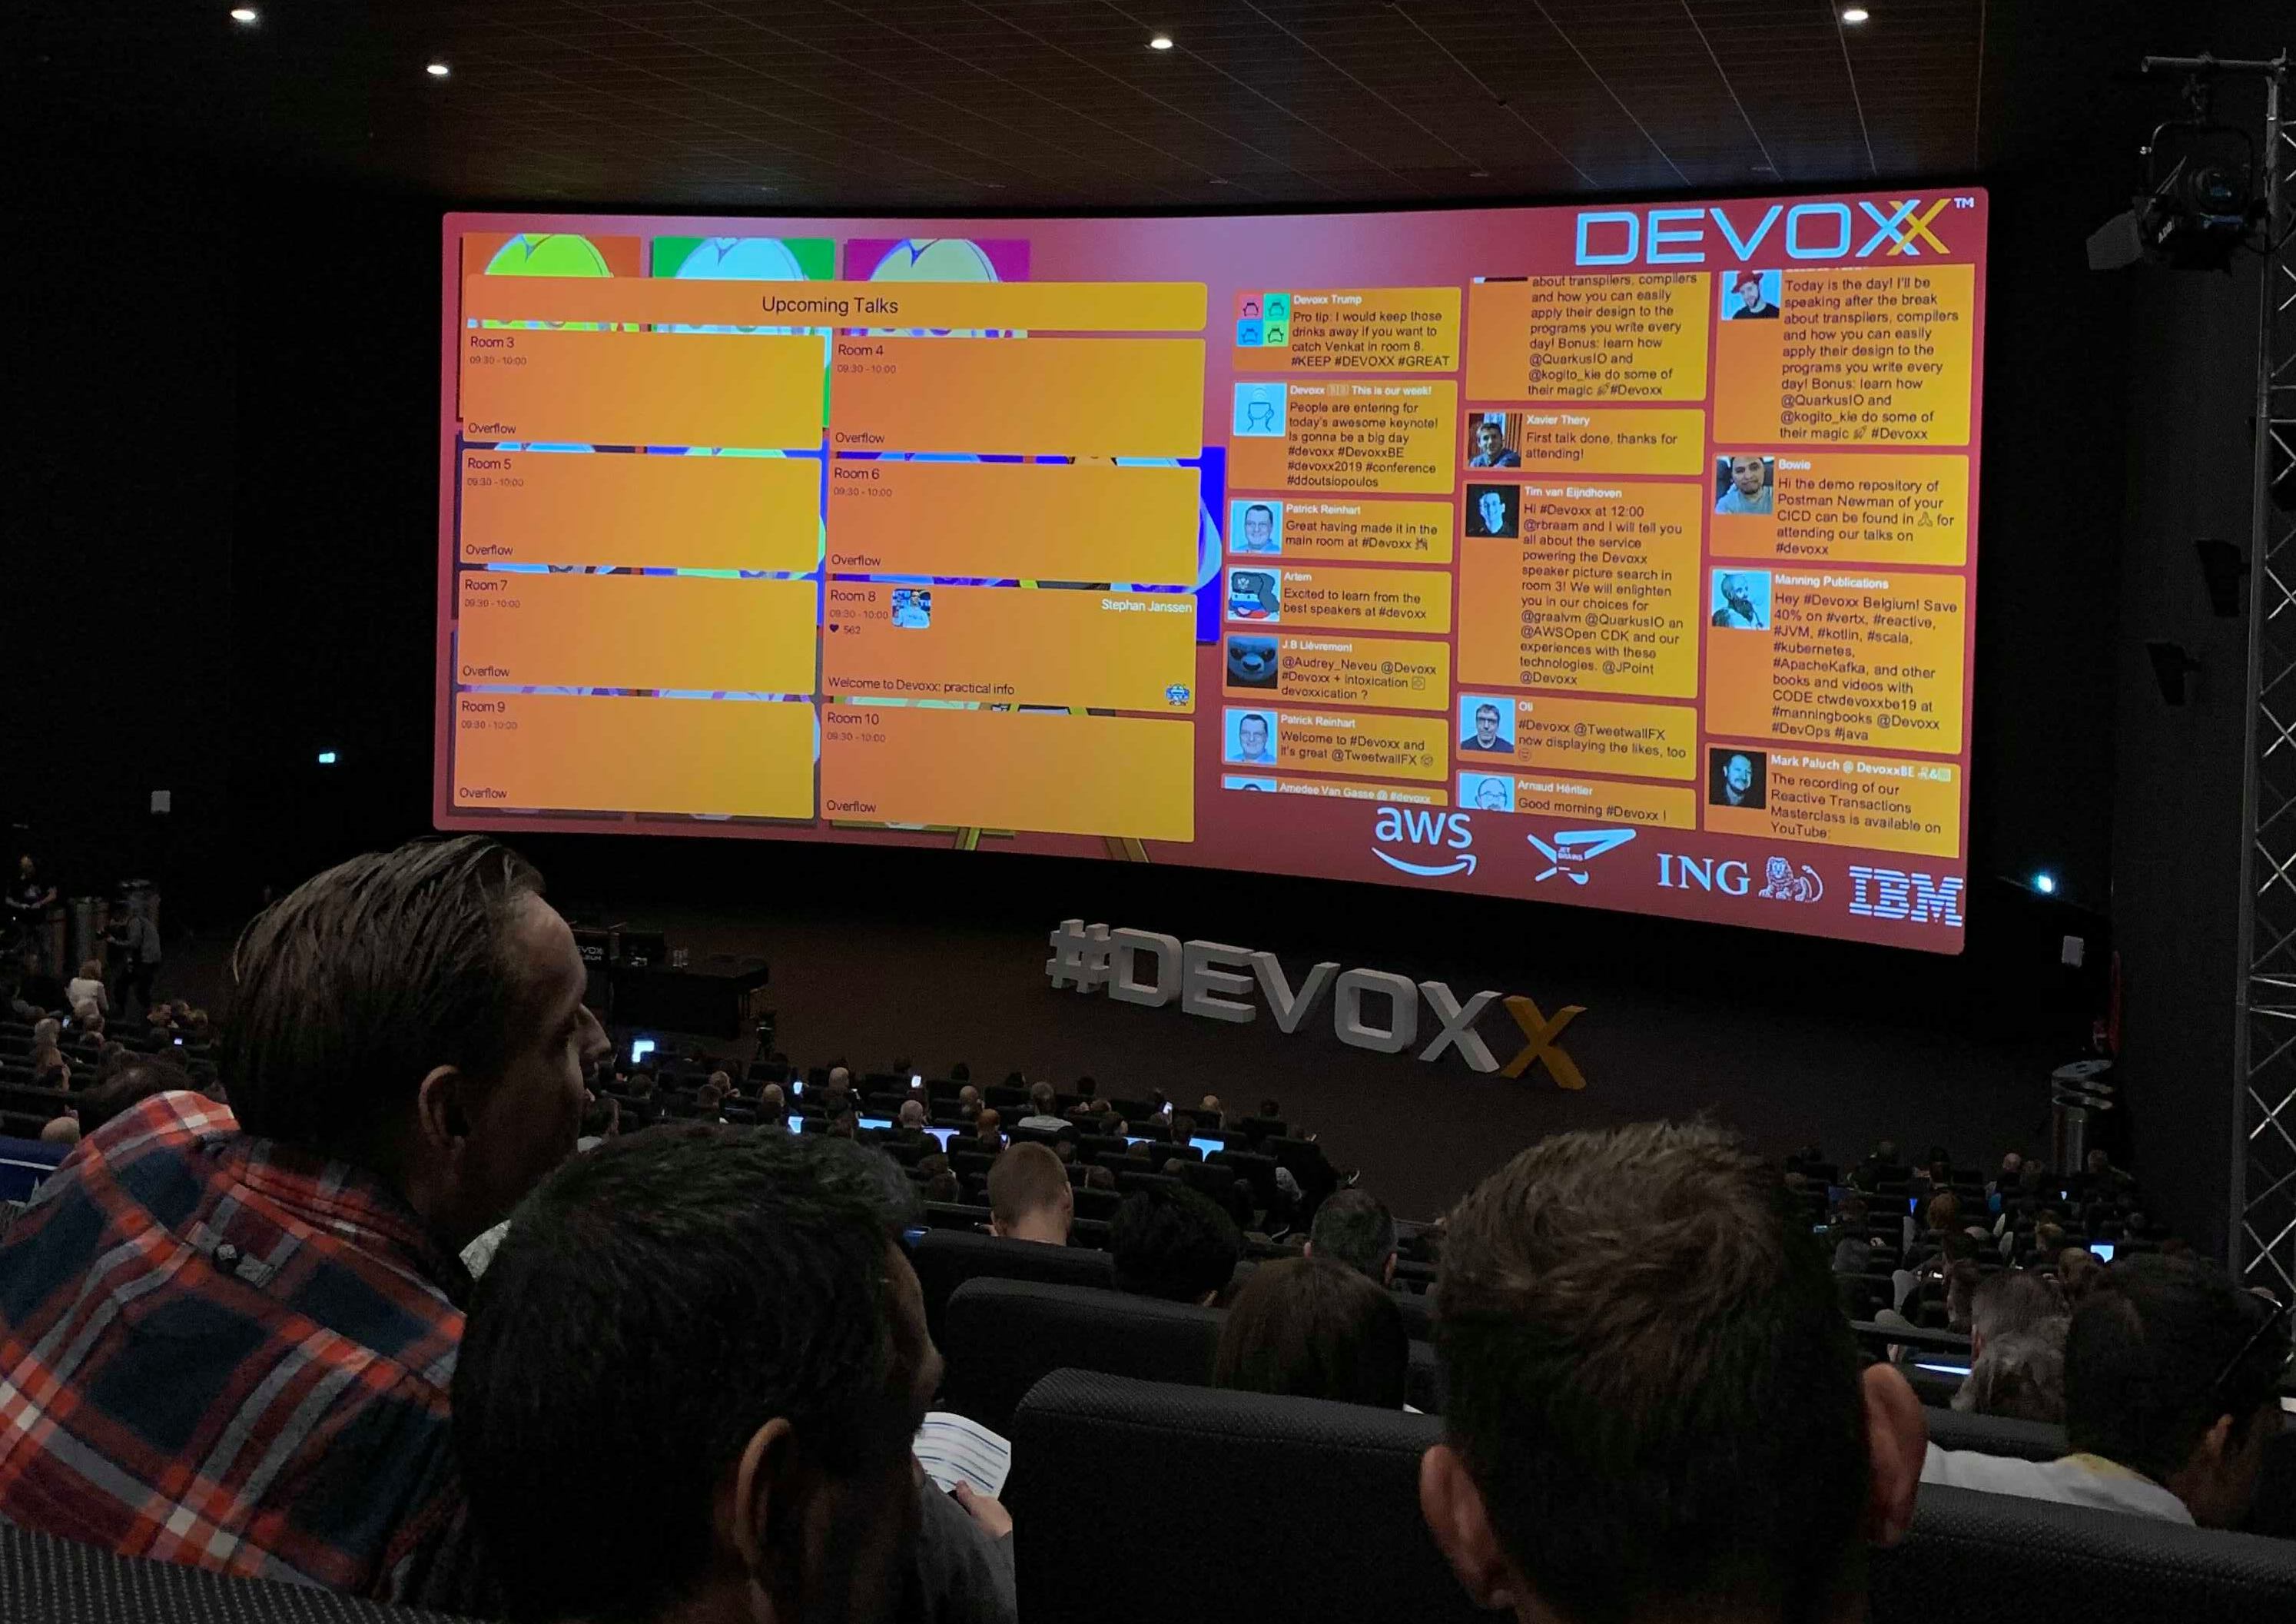 DEVOXX™
Upcoming Talks
Room 3
09:30 - 10:00
Overflow
Room 4
09:30 - 10:00
Overflow
Room 5
09:30 - 10:00
Overflow
Room 6
09:30 - 10:00
Overflow
Room 7
09:30 - 10:00
Overflow
Room 8
09:30 - 10:00
562
Stephan Janssen
Welcome to Devoxx: practical info
Room 9
09:30 - 10:00
Overflow
Room 10
09:30 - 10:00
Overflow
Devoxx Trump
Pro tip: I would keep those
drinks away if you want to
catch Venkat in room 8.
#KEEP #DEVOXX #GREAT
Devoxx This is our week!
People are entering for
today's awesome keynote!
Is gonna be a big day
#devoxx #DevoxxBE
#devoxx2019 #conference
#ddoutsiopoulos
Patrick Reinhart
Great having made it in the
main room at #Devoxx
Artem
Excited to learn from the
best speakers at #devoxx
J.B Lièvremont
@Audrey_Neveu @Devoxx
#Devoxx + Intoxication
devoxxication ?
Patrick Reinhart
Welcome to #Devoxx and
it's great @TweetwallFX
Amedee Van Gasse @ #devoxx
about transpilers, compilers
and how you can easily
apply their design to the
programs you write every
day! Bonus: learn how
@QuarkusIO and
@kogito_kie do some of
their magic 🚀#Devoxx
Xavier Thery
First talk done, thanks for
attending!
Tim van Eijndhoven
Hi #Devoxx at 12:00
@rbraam and I will tell you
all about the service
powering the Devoxx
speaker picture search in
room 3! We will enlighten
you in our choices for
@graalvm @QuarkusIO an
@AWSOpen CDK and our
experiences with these
technologies. @JPoint
@Devoxx
Oli
#Devoxx @TweetwallFX
now displaying the likes, too
Arnaud Héritier
Good morning #Devoxx !
Today is the day! I'll be
speaking after the break
about transpilers, compilers
and how you can easily
apply their design to the
programs you write every
day! Bonus: learn how
@QuarkusIO and
@kogito_kie do some of
their magic 🚀 #Devoxx
Bowie
Hi the demo repository of
Postman Newman of your
CICD can be found in for
attending our talks on
#devoxx
Manning Publications
Hey #Devoxx Belgium! Save
40% on #vertx, #reactive,
#JVM, #kotlin, #scala,
#kubernetes,
#ApacheKafka, and other
books and videos with
CODE ctwdevoxxbe19 at
#manningbooks @Devoxx
#DevOps #java
Mark Paluch @ DevoxxBE
The recording of our
Reactive Transactions
Masterclass is available on
YouTube:
aws
JET
BRAINS
ING
IBM
#DEVOXX